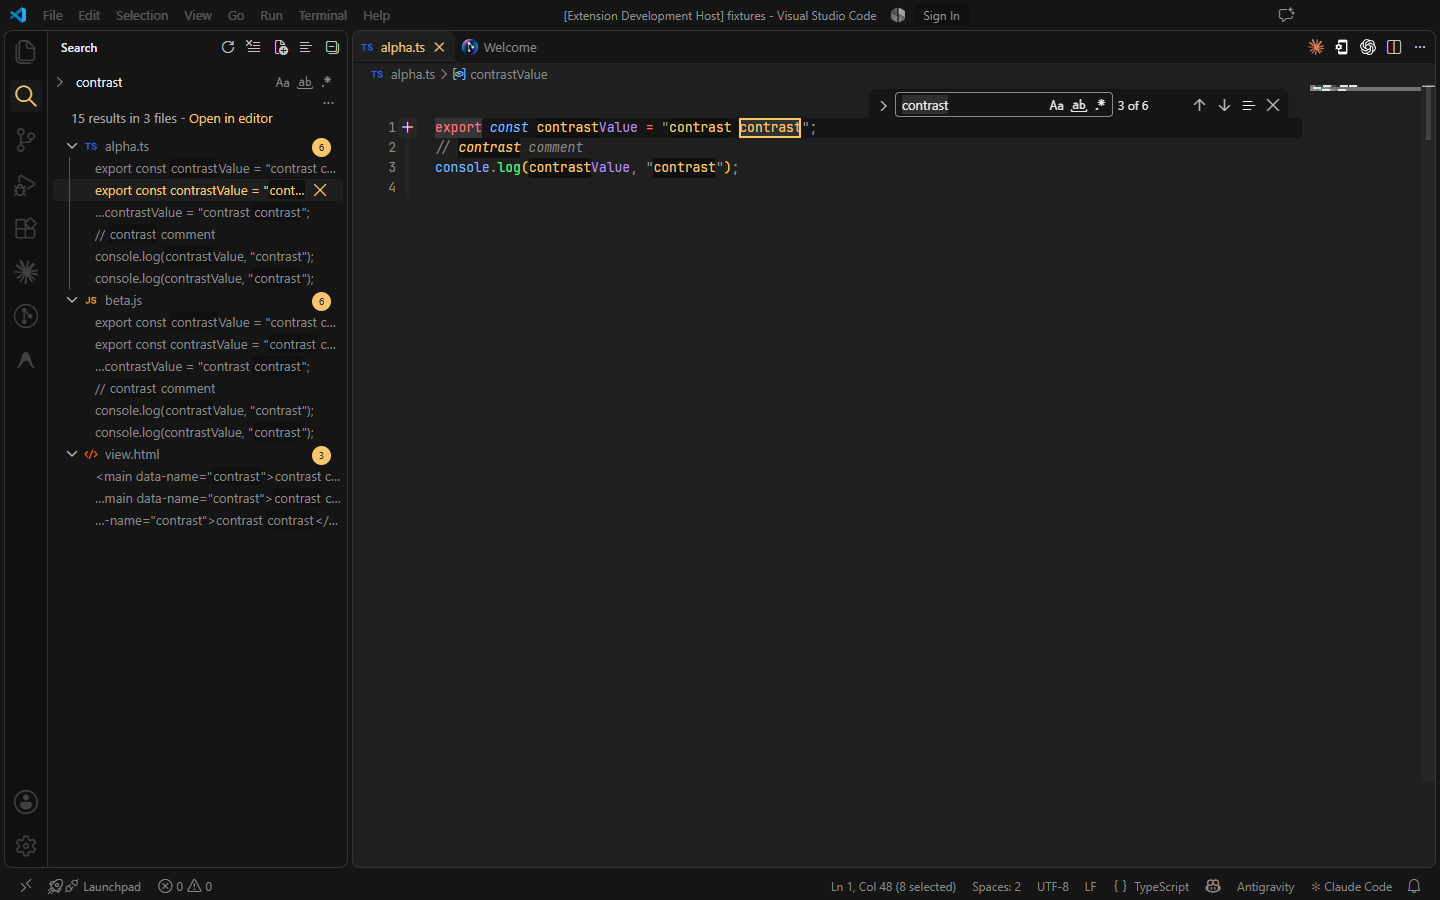 File Edit Selection View Go Run Terminal Help
[Extension Development Host] fixtures - Visual Studio Code
Sign In
Search
contrast
Aa ab .*
15 results in 3 files - Open in editor
TS alpha.ts 6
export const contrastValue = "contrast c...
export const contrastValue = "cont...
...contrastValue = "contrast contrast";
// contrast comment
console.log(contrastValue, "contrast");
console.log(contrastValue, "contrast");
JS beta.js 6
export const contrastValue = "contrast c...
export const contrastValue = "contrast c...
...contrastValue = "contrast contrast";
// contrast comment
console.log(contrastValue, "contrast");
console.log(contrastValue, "contrast");
</> view.html 3
<main data-name="contrast">contrast c...
...main data-name="contrast">contrast c...
...-name="contrast">contrast contrast</...
TS alpha.ts Welcome
TS alpha.ts > contrastValue
contrast Aa ab .* 3 of 6
1 export const contrastValue = "contrast contrast";
2 // contrast comment
3 console.log(contrastValue, "contrast");
4
Launchpad 0 0
Ln 1, Col 48 (8 selected) Spaces: 2 UTF-8 LF { } TypeScript Antigravity Claude Code